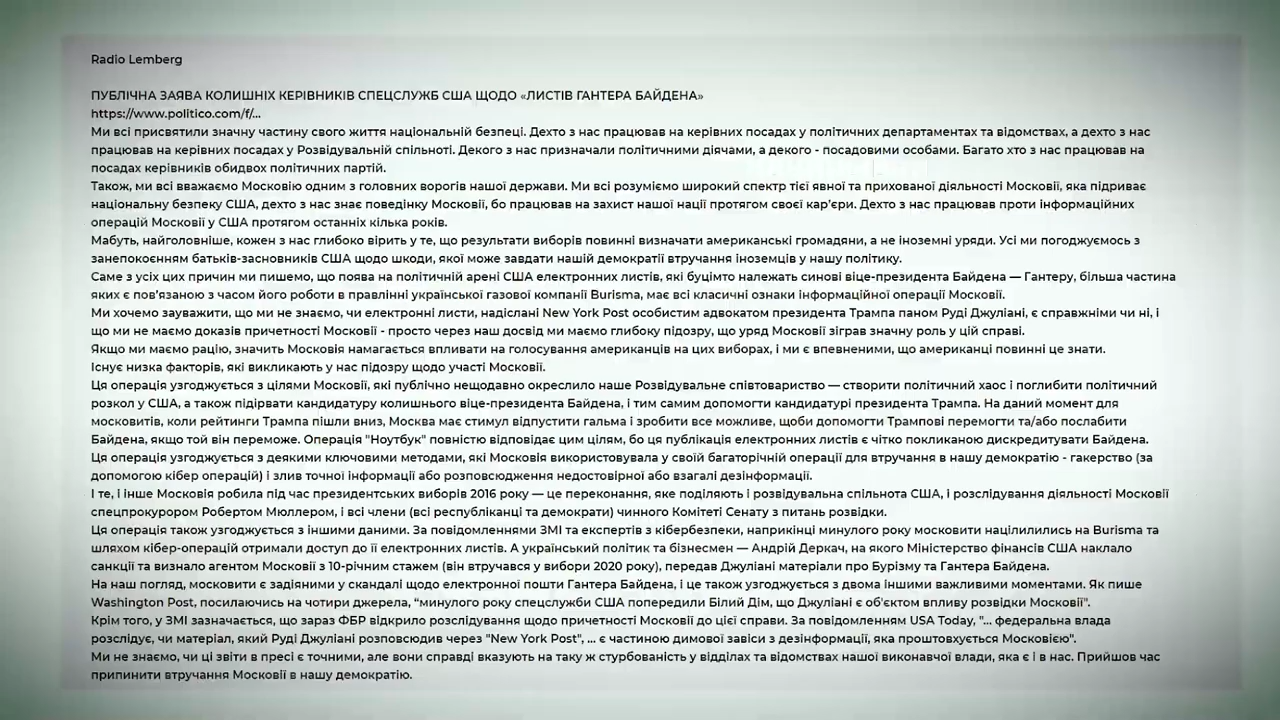 Radio Lemberg
ПУБЛІЧНА ЗАЯВА КОЛИШНІХ КЕРІВНИКІВ СПЕЦСЛУЖБ США ЩОДО «ЛИСТІВ ГАНТЕРА БАЙДЕНА»
https://www.politico.com/f/...
Ми всі присвятили значну частину свого життя національній безпеці. Дехто з нас працював на керівних посадах у політичних департаментах та відомствах, а дехто з нас
працював на керівних посадах у Розвідувальній спільноті. Декого з нас призначали політичними діячами, а декого - посадовими особами. Багато хто з нас працював на
посадах керівників обидвох політичних партій.
Також, ми всі вважаємо Московію одним з головних ворогів нашої держави. Ми всі розуміємо широкий спектр тієї явної та прихованої діяльності Московії, яка підриває
національну безпеку США, дехто з нас знає поведінку Московії, бо працював на захист нашої нації протягом своєї кар'єри. Дехто з нас працював проти інформаційних
операцій Московії у США протягом останніх кілька років.
Мабуть, найголовніше, кожен з нас глибоко вірить у те, що результати виборів повинні визначати американські громадяни, а не іноземні уряди. Усі ми погоджуємось з
занепокоєнням батьків-засновників США щодо шкоди, якої може завдати нашій демократії втручання іноземців у нашу політику.
Саме з усіх цих причин ми пишемо, що поява на політичній арені США електронних листів, які буцімто належать синові віце-президента Байдена — Гантеру, більша частина
яких є пов'язаною з часом його роботи в правлінні української газової компанії Burisma, має всі класичні ознаки інформаційної операції Московії.
Ми хочемо зауважити, що ми не знаємо, чи електронні листи, надіслані New York Post особистим адвокатом президента Трампа паном Руді Джуліані, є справжніми чи ні, і
що ми не маємо доказів причетності Московії - просто через наш досвід ми маємо глибоку підозру, що уряд Московії зіграв значну роль у цій справі.
Якщо ми маємо рацію, значить Московія намагається впливати на голосування американців на цих виборах, і ми є впевненими, що американці повинні це знати.
Існує низка факторів, які викликають у нас підозру щодо участі Московії.
Ця операція узгоджується з цілями Московії, які публічно нещодавно окреслило наше Розвідувальне співтовариство — створити політичний хаос і поглибити політичний
розкол у США, а також підірвати кандидатуру колишнього віце-президента Байдена, і тим самим допомогти кандидатурі президента Трампа. На даний момент для
московитів, коли рейтинги Трампа пішли вниз, Москва має стимул відпустити гальма і зробити все можливе, щоби допомогти Трампові перемогти та/або послабити
Байдена, якщо той він переможе. Операція "Ноутбук" повністю відповідає цим цілям, бо ця публікація електронних листів є чітко покликаною дискредитувати Байдена.
Ця операція узгоджується з деякими ключовими методами, які Московія використовувала у своїй багаторічній операції для втручання в нашу демократію - гакерство (за
допомогою кібер операцій) і злив точної інформації або розповсюдження недостовірної або взагалі дезінформації.
І те, і інше Московія робила під час президентських виборів 2016 року — це переконання, яке поділяють і розвідувальна спільнота США, і розслідування діяльності Московії
спецпрокурором Робертом Мюллером, і всі члени (всі республіканці та демократи) чинного Комітеті Сенату з питань розвідки.
Ця операція також узгоджується з іншими даними. За повідомленнями ЗМІ та експертів з кібербезпеки, наприкінці минулого року московити націлилились на Burisma та
шляхом кібер-операцій отримали доступ до її електронних листів. А український політик та бізнесмен — Андрій Деркач, на якого Міністерство фінансів США наклало
санкції та визнало агентом Московії з 10-річним стажем (він втручався у вибори 2020 року), передав Джуліані матеріали про Бурізму та Гантера Байдена.
На наш погляд, московити є задіяними у скандалі щодо електронної пошти Гантера Байдена, і це також узгоджується з двома іншими важливими моментами. Як пише
Washington Post, посилаючись на чотири джерела, “минулого року спецслужби США попередили Білий Дім, що Джуліані є об'єктом впливу розвідки Московії".
Крім того, у ЗМІ зазначається, що зараз ФБР відкрило розслідування щодо причетності Московії до цієї справи. За повідомленням USA Today, "... федеральна влада
розслідує, чи матеріал, який Руді Джуліані розповсюдив через "New York Post", ... є частиною димової завіси з дезінформації, яка проштовхується Московією".
Ми не знаємо, чи ці звіти в пресі є точними, але вони справді вказують на таку ж стурбованість у відділах та відомствах нашої виконавчої влади, яка є і в нас. Прийшов час
припинити втручання Московії в нашу демократію.